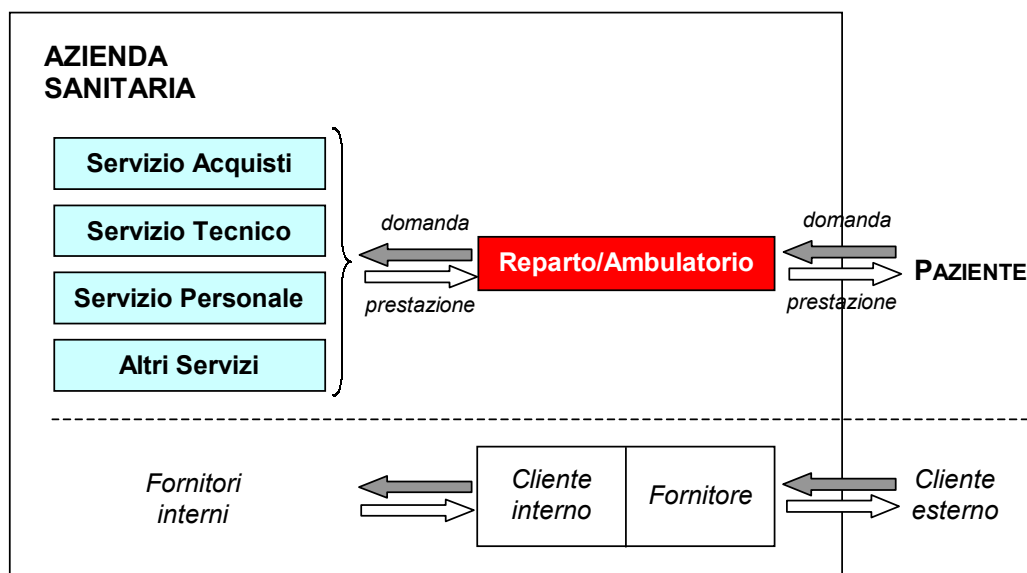 AZIENDA
SANITARIA
Servizio Acquisti
Servizio Tecnico
Servizio Personale
Altri Servizi
domanda
prestazione
Reparto/Ambulatorio
domanda
prestazione
PAZIENTE
Fornitori
interni
Cliente
interno
Fornitore
Cliente
esterno